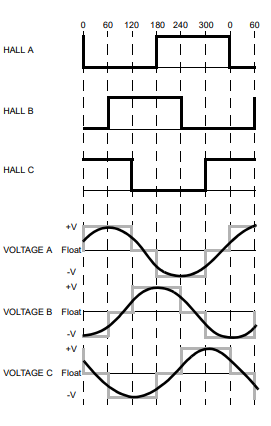 0 60 120 180 240 300 0 60
HALL A
HALL B
HALL C
+V
VOLTAGE A Float
-V
+V
VOLTAGE B Float
-V
+V
VOLTAGE C Float
-V